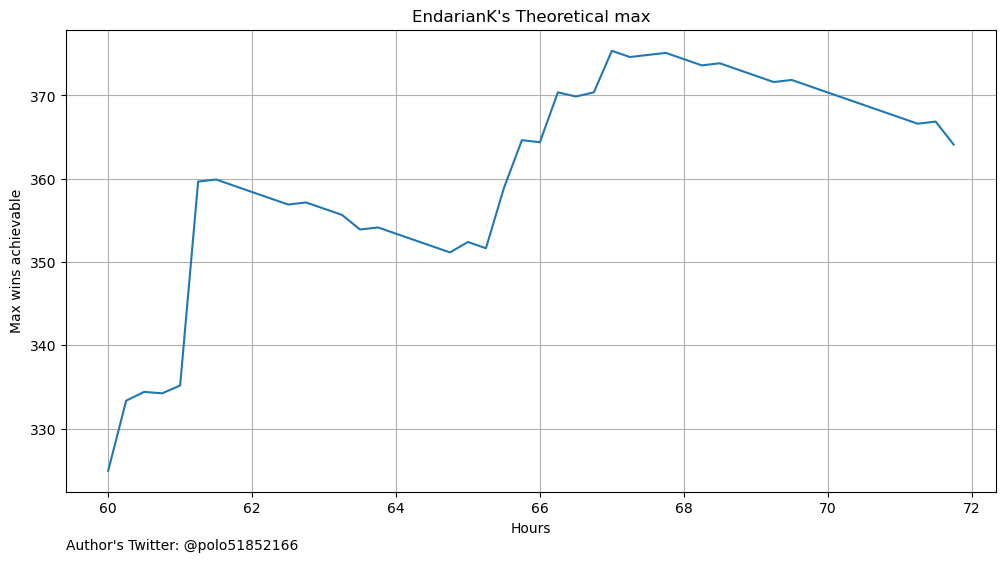 EndarianK's Theoretical max
Max wins achievable
370
360
350
340
330
60 62 64 66 68 70 72
Hours
Author's Twitter: @polo51852166